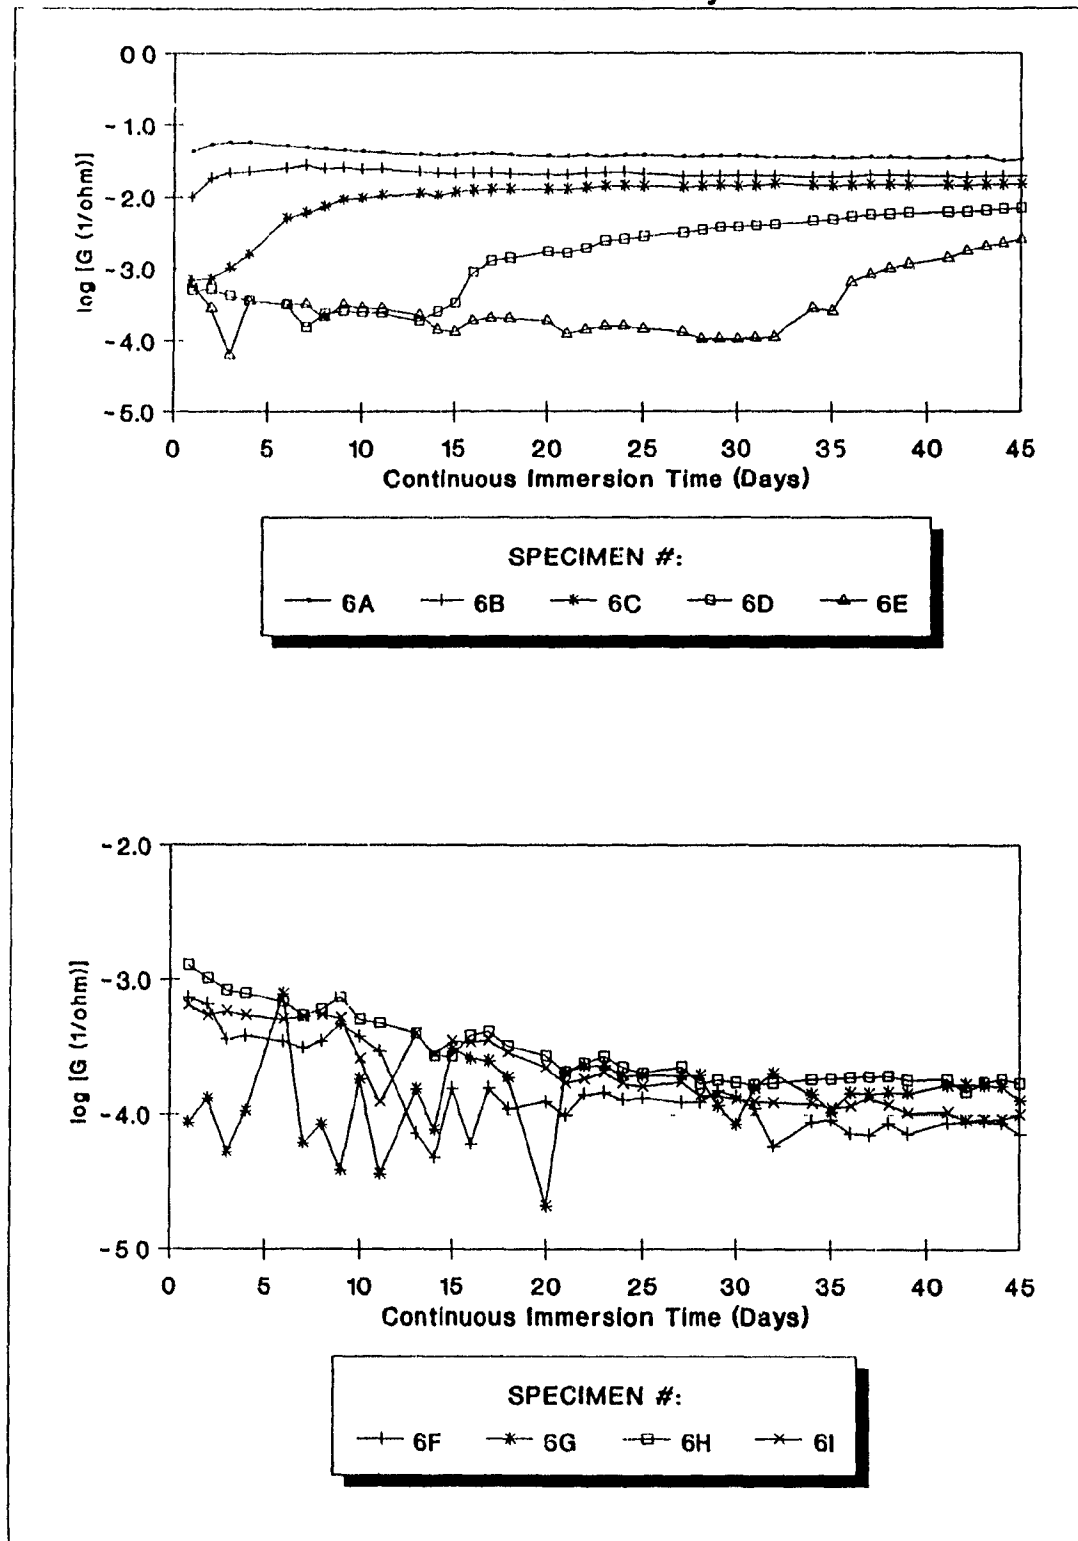 0 0
- 1.0
- 2.0
- 3.0
- 4.0
- 5.0
log [G (1/ohm)]
0 5 10 15 20 25 30 35 40 45
Continuous Immersion Time (Days)
SPECIMEN #:
6A 6B 6C 6D 6E
- 2.0
- 3.0
- 4.0
- 5 0
log [G (1/ohm)]
0 5 10 15 20 25 30 35 40 45
Continuous Immersion Time (Days)
SPECIMEN #:
6F 6G 6H 6I